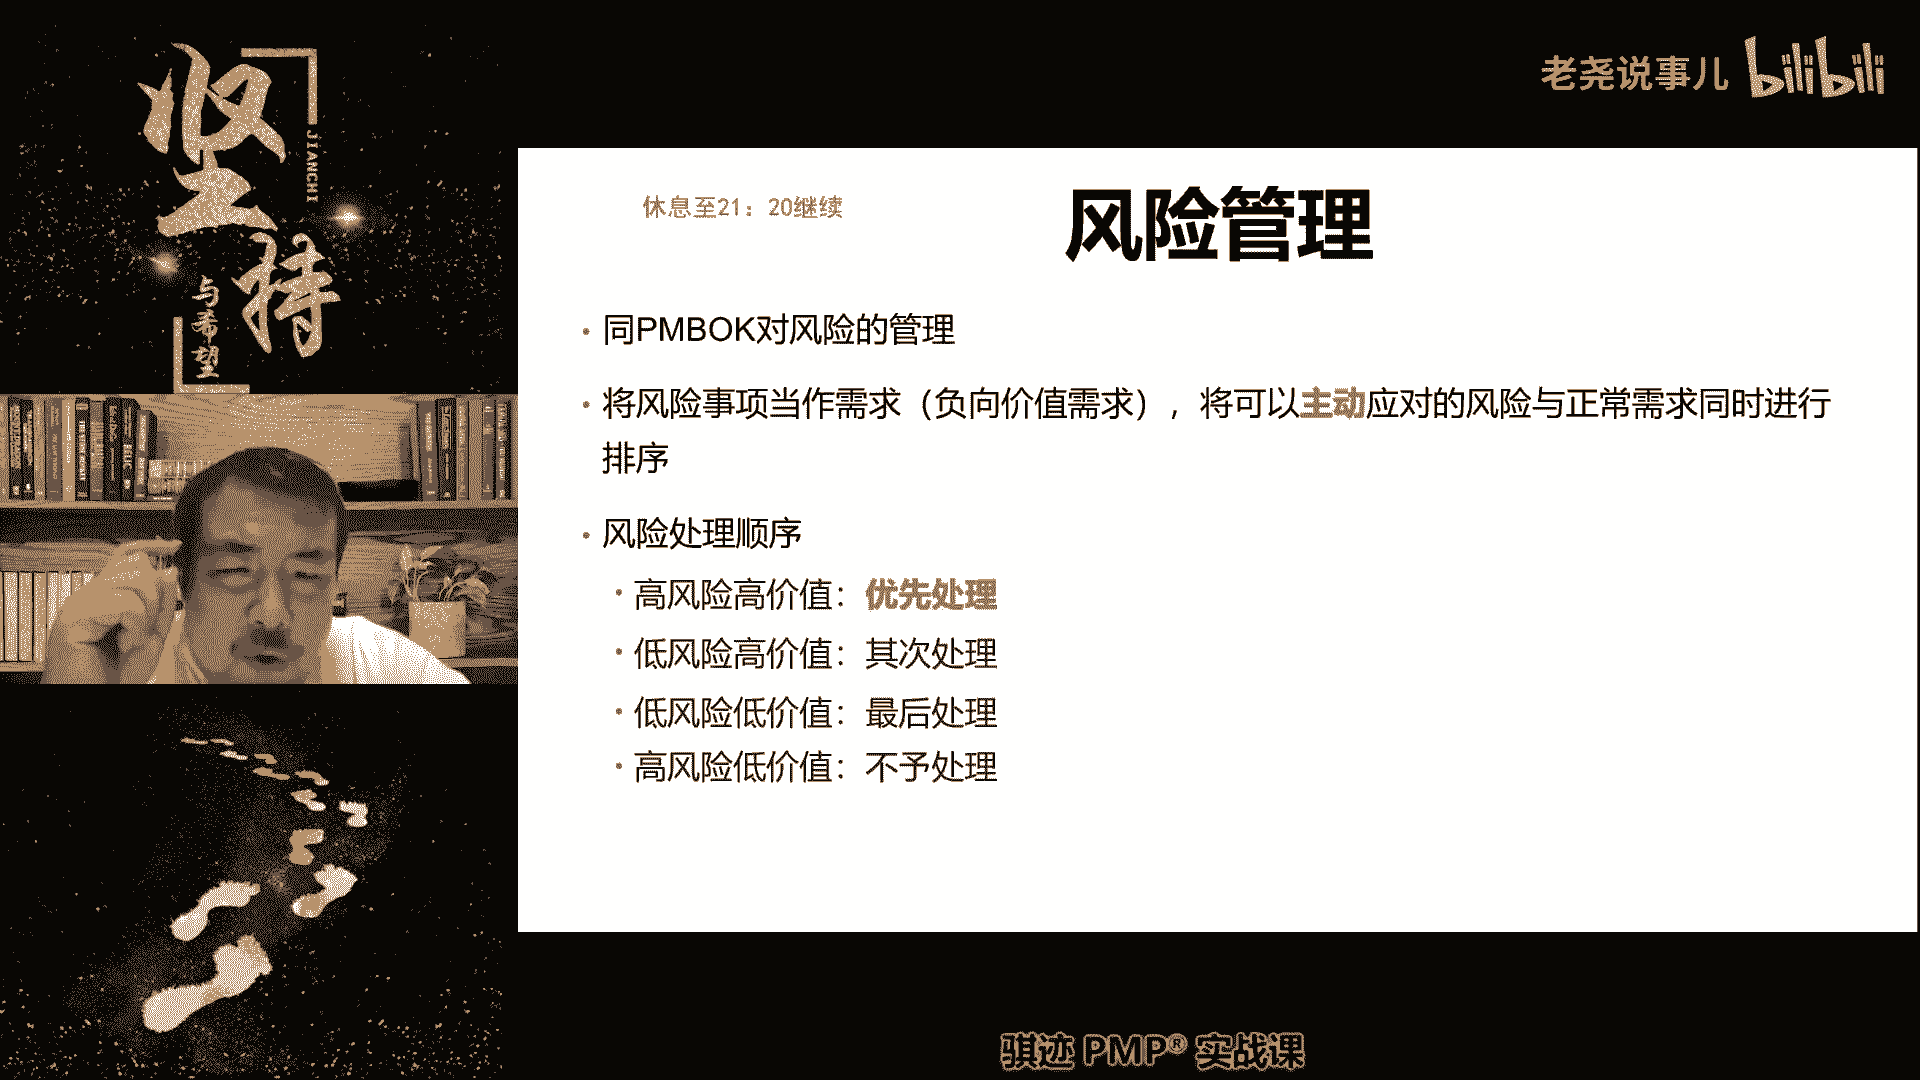 坚
持
JIANCHI
与希望
老尧说事儿 bilibili
休息至21：20继续
风险管理
• 同PMBOK对风险的管理
• 将风险事项当作需求（负向价值需求），将可以主动应对的风险与正常需求同时进行
排序
• 风险处理顺序
• 高风险高价值：优先处理
• 低风险高价值：其次处理
• 低风险低价值：最后处理
• 高风险低价值：不予处理
骐迹 PMP® 实战课